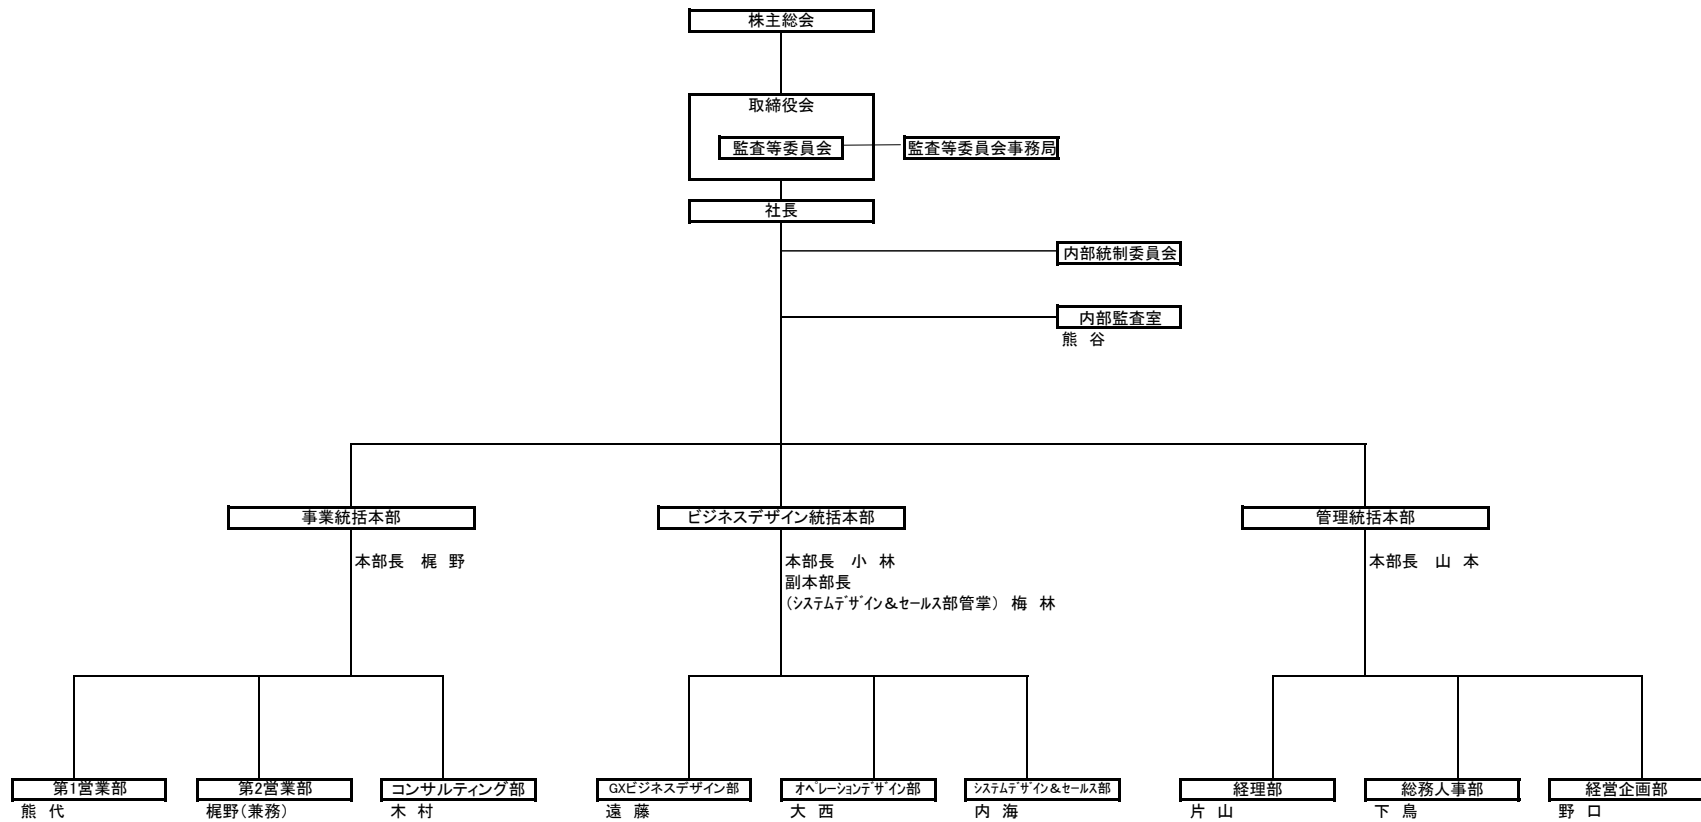 株主総会
取締役会
監査等委員会
監査等委員会事務局
社長
内部統制委員会
内部監査室
熊 谷
事業統括本部
ビジネスデザイン統括本部
管理統括本部
本部長 梶 野
本部長 小 林
副本部長
(ｼｽﾃﾑﾃﾞｻﾞｲﾝ＆ｾｰﾙｽ部管掌) 梅 林
本部長 山 本
第1営業部
熊 代
第2営業部
梶野(兼務)
コンサルティング部
木 村
GXビジネスデザイン部
遠 藤
ｵﾍﾟﾚｰｼｮﾝﾃﾞｻﾞｲﾝ部
大 西
ｼｽﾃﾑﾃﾞｻﾞｲﾝ＆ｾｰﾙｽ部
内 海
経理部
片 山
総務人事部
下 鳥
経営企画部
野 口